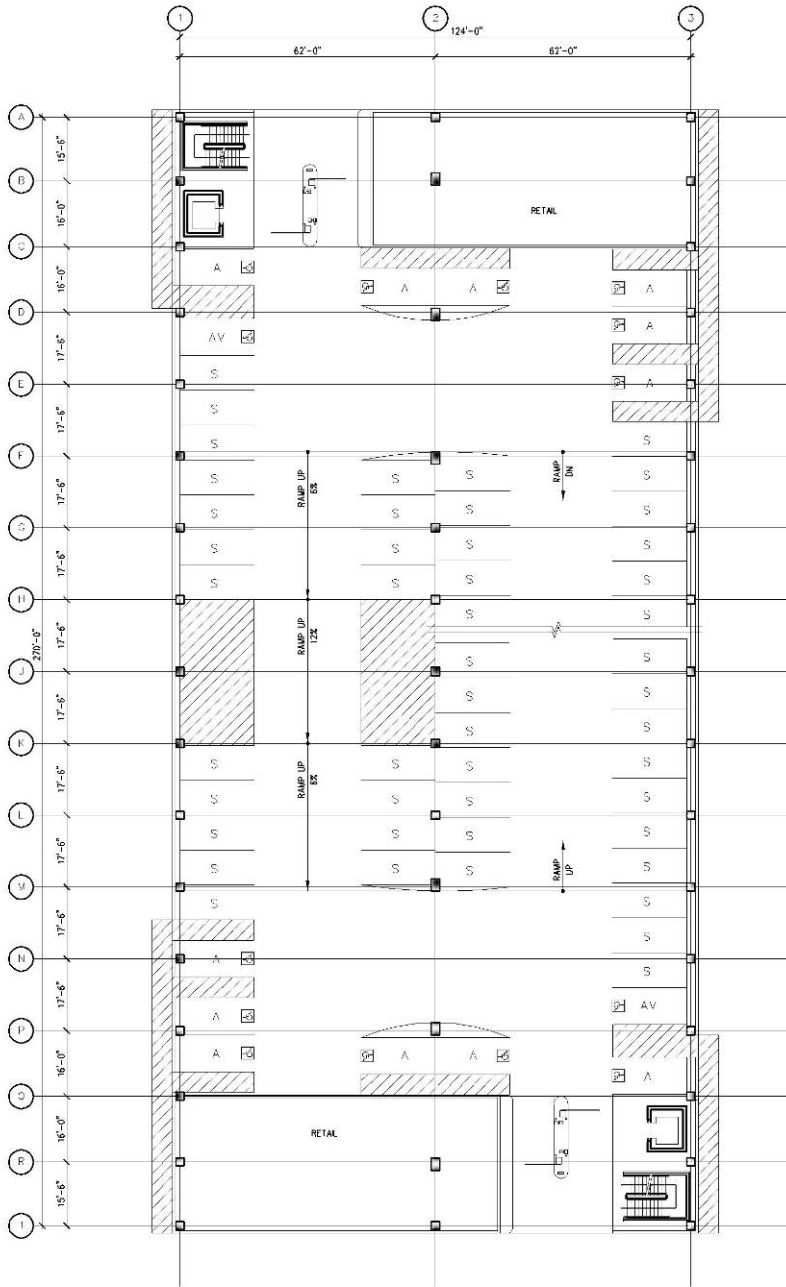 1
2
3
124'-0"
62'-0"
62'-0"
A
15'-6"
B
RETAIL
16'-0"
C
16'-0"
A
A
A
A
D
A
17'-6"
AV
S
A
E
S
17'-6"
S
S
F
RAMP UP
6%
RAMP
DN
17'-6"
S
S
S
S
S
S
S
S
G
17'-6"
S
S
S
S
S
S
S
S
H
270'-0"
17'-6"
RAMP UP
12%
S
S
S
S
J
17'-6"
S
S
S
S
K
RAMP UP
6%
17'-6"
S
S
S
S
S
S
S
S
L
17'-6"
S
S
S
S
S
S
S
S
RAMP
UP
M
17'-6"
S
S
S
N
A
S
17'-6"
A
AV
P
16'-0"
A
A
A
A
Q
16'-0"
RETAIL
R
15'-6"